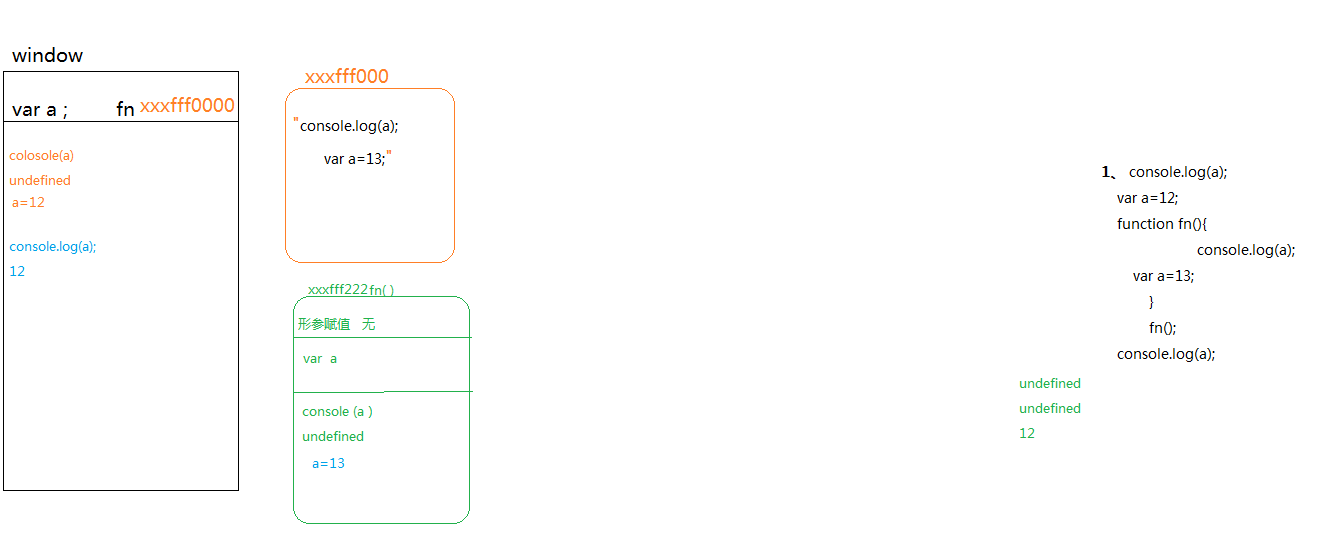 window
var a ; fn xxxfff0000
colosole(a)
undefined
a=12
console.log(a);
12
xxxfff000
"console.log(a);
var a=13;"
xxxfff222fn( )
形参赋值 无
var a
console (a )
undefined
a=13
1、 console.log(a);
var a=12;
function fn(){
console.log(a);
var a=13;
}
fn();
console.log(a);
undefined
undefined
12